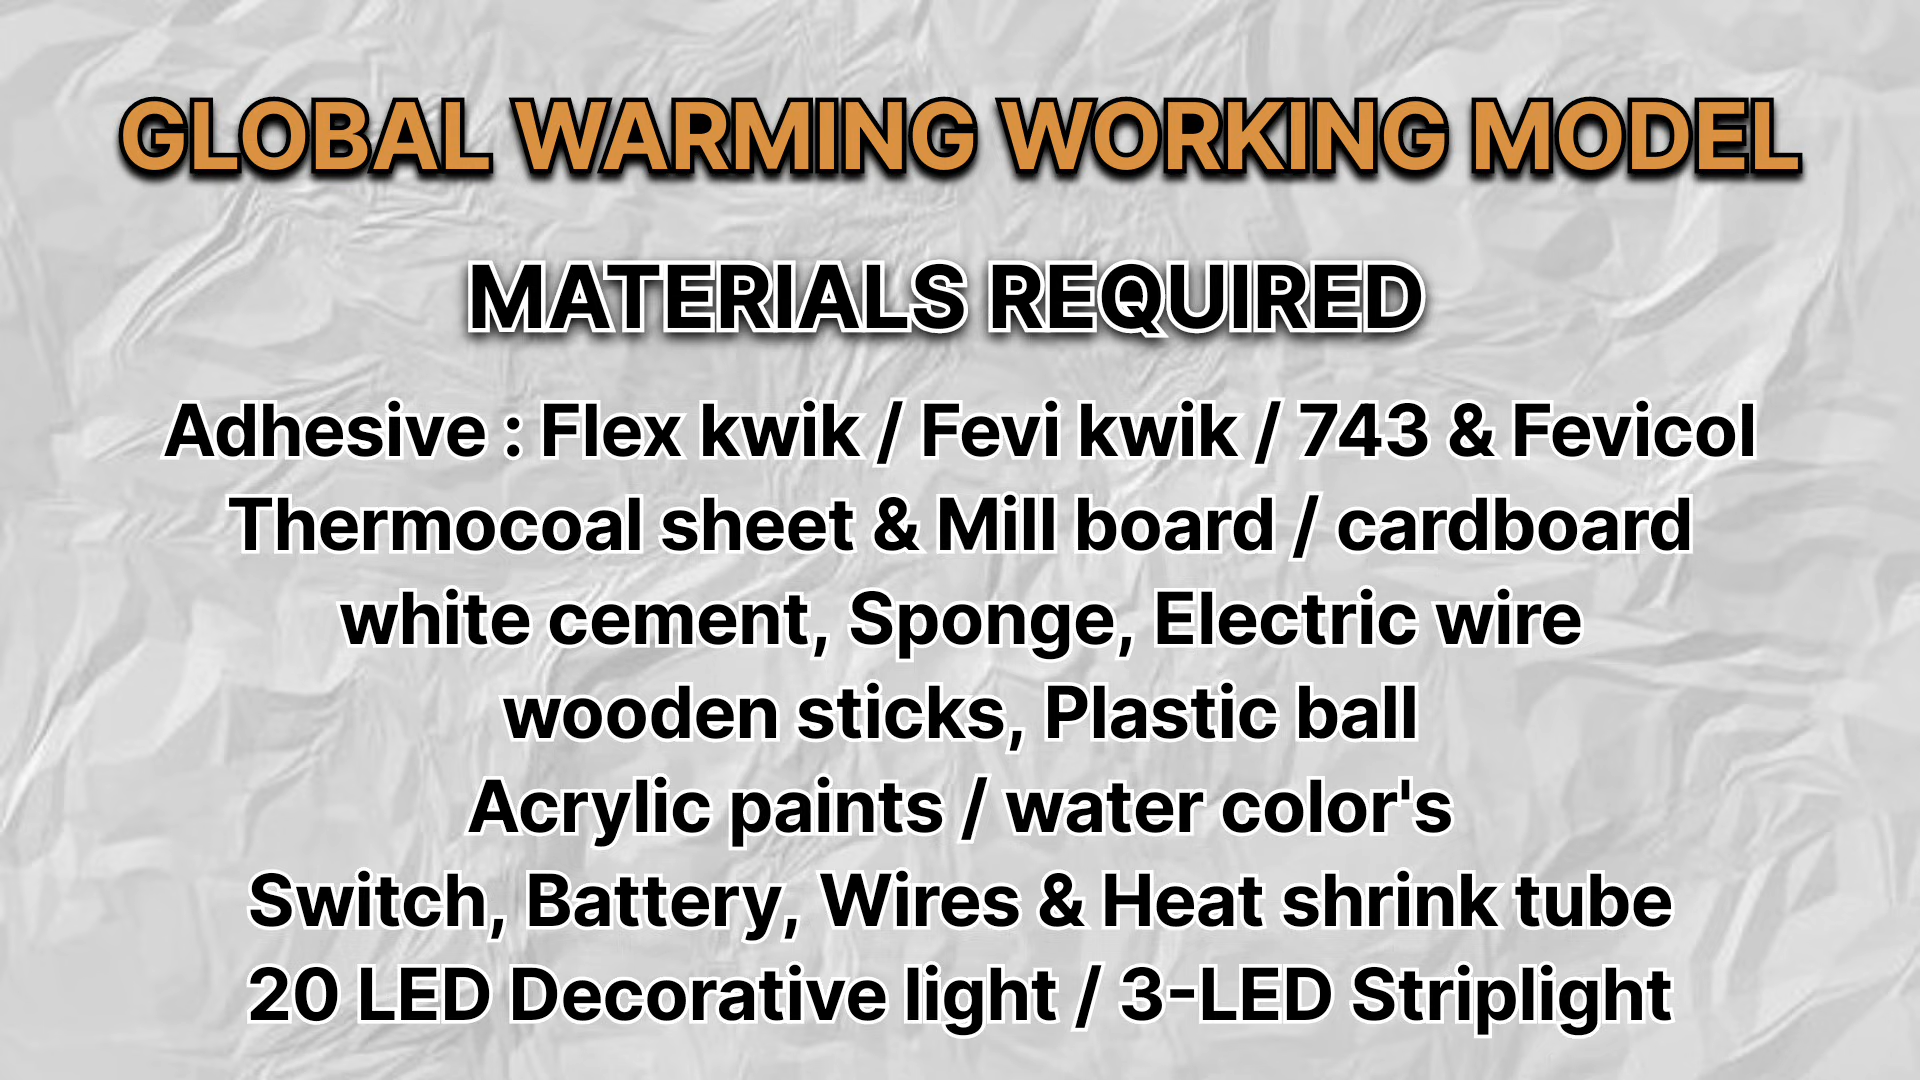 GLOBAL WARMING WORKING MODEL
MATERIALS REQUIRED
Adhesive : Flex kwik / Fevi kwik / 743 & Fevicol
Thermocoal sheet & Mill board / cardboard
white cement, Sponge, Electric wire
wooden sticks, Plastic ball
Acrylic paints / water color's
Switch, Battery, Wires & Heat shrink tube
20 LED Decorative light / 3-LED Striplight